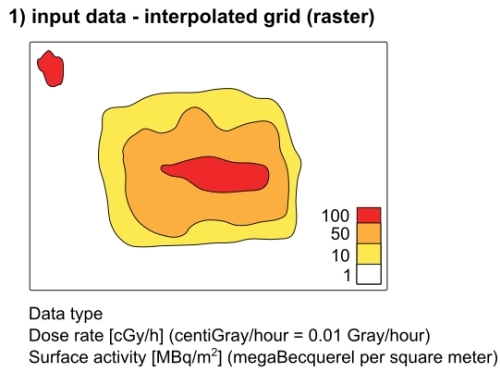 1) input data - interpolated grid (raster)
100
50
10
1
Data type
Dose rate [cGy/h] (centiGray/hour = 0.01 Gray/hour)
Surface activity [MBq/m²] (megaBecquerel per square meter)